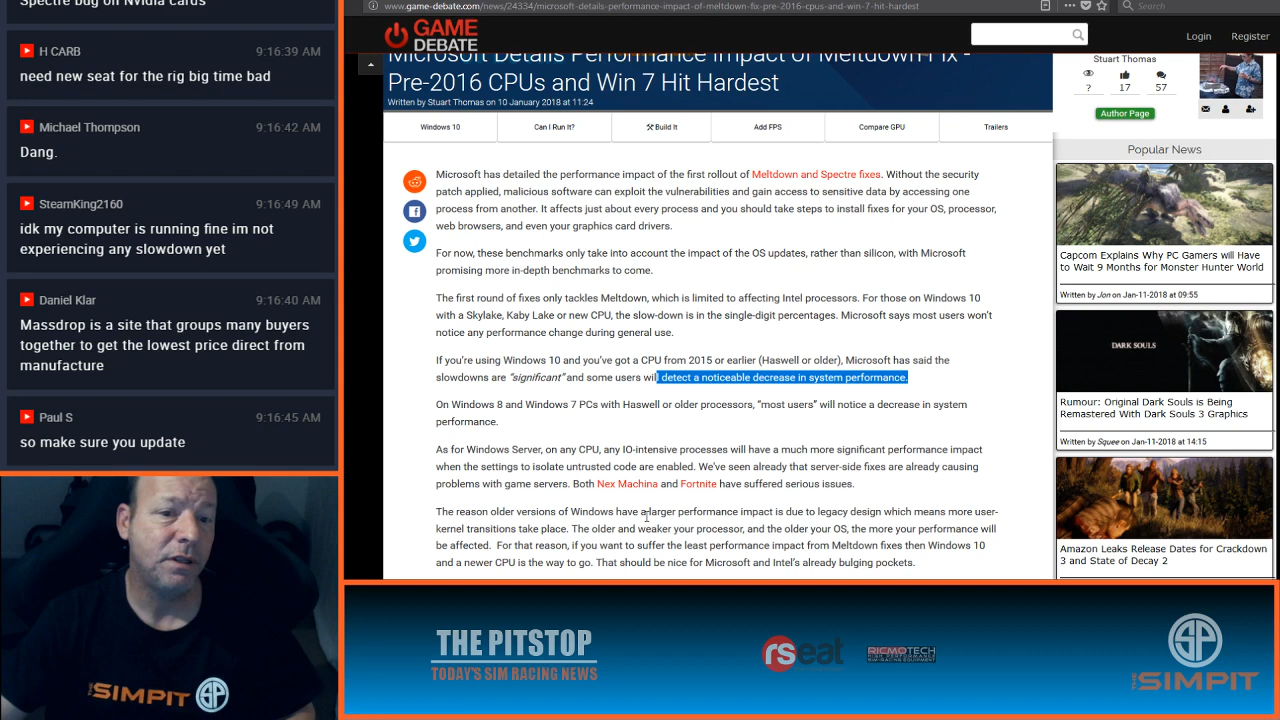 Spectre bug on NVidia Cards
H CARB 9:16:39 AM
need new seat for the rig big time bad
Michael Thompson 9:16:42 AM
Dang.
SteamKing2160 9:16:49 AM
idk my computer is running fine im not
experiencing any slowdown yet
Daniel Klar 9:16:40 AM
Massdrop is a site that groups many buyers
together to get the lowest price direct from
manufacture
Paul S 9:16:45 AM
so make sure you update
THE SIMPIT SP
www.game-debate.com/news/24334/microsoft-details-performance-impact-of-meltdown-fix-pre-2016-cpus-and-win-7-hit-hardest
Search
GAME
DEBATE
Login Register
Microsoft Details Performance Impact of Meltdown Fix -
Pre-2016 CPUs and Win 7 Hit Hardest
Written by Stuart Thomas on 10 January 2018 at 11:24
Windows 10 Can I Run It? Build It Add FPS Compare GPU Trailers
Microsoft has detailed the performance impact of the first rollout of Meltdown and Spectre fixes. Without the security
patch applied, malicious software can exploit the vulnerabilities and gain access to sensitive data by accessing one
process from another. It affects just about every process and you should take steps to install fixes for your OS, processor,
web browsers, and even your graphics card drivers.
For now, these benchmarks only take into account the impact of the OS updates, rather than silicon, with Microsoft
promising more in-depth benchmarks to come.
The first round of fixes only tackles Meltdown, which is limited to affecting Intel processors. For those on Windows 10
with a Skylake, Kaby Lake or new CPU, the slow-down is in the single-digit percentages. Microsoft says most users won't
notice any performance change during general use.
If you're using Windows 10 and you've got a CPU from 2015 or earlier (Haswell or older), Microsoft has said the
slowdowns are "significant" and some users will detect a noticeable decrease in system performance.
On Windows 8 and Windows 7 PCs with Haswell or older processors, "most users" will notice a decrease in system
performance.
As for Windows Server, on any CPU, any IO-intensive processes will have a much more significant performance impact
when the settings to isolate untrusted code are enabled. We've seen already that server-side fixes are already causing
problems with game servers. Both Nex Machina and Fortnite have suffered serious issues.
The reason older versions of Windows have a larger performance impact is due to legacy design which means more user-
kernel transitions take place. The older and weaker your processor, and the older your OS, the more your performance will
be affected. For that reason, if you want to suffer the least performance impact from Meltdown fixes then Windows 10
and a newer CPU is the way to go. That should be nice for Microsoft and Intel's already bulging pockets.
Stuart Thomas
? 17 57
Author Page
Popular News
Capcom Explains Why PC Gamers will Have
to Wait 9 Months for Monster Hunter World
Written by Jon on Jan-11-2018 at 09:55
DARK SOULS
Rumour: Original Dark Souls is Being
Remastered With Dark Souls 3 Graphics
Written by Squee on Jan-11-2018 at 14:15
Amazon Leaks Release Dates for Crackdown
3 and State of Decay 2
THE PITSTOP
TODAY'S SIM RACING NEWS
rseat
RICMOTECH
HIGH PERFORMANCE
SIM-RACING EQUIPMENT
SP
THE SIMPIT